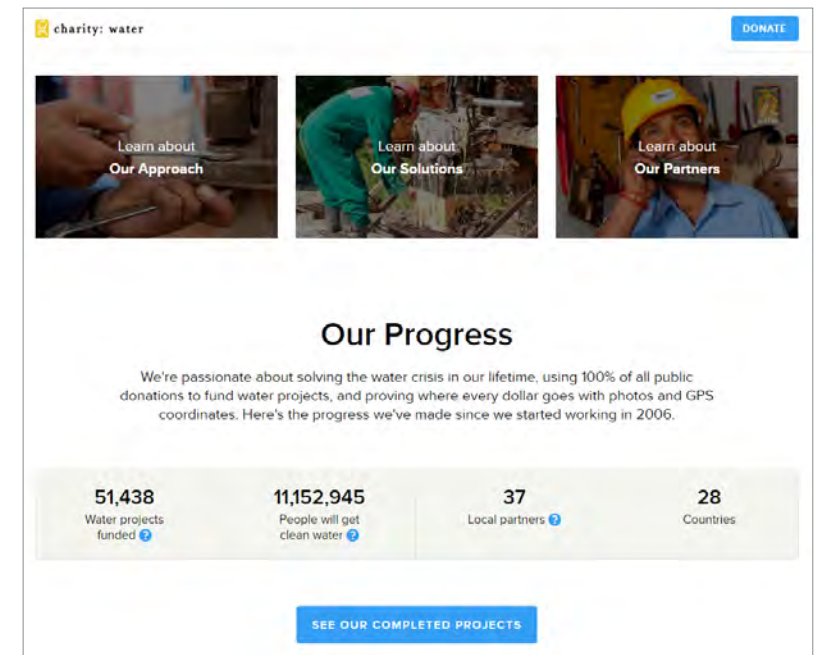 charity: water
DONATE
Learn about
Our Approach
Learn about
Our Solutions
Learn about
Our Partners
Our Progress
We're passionate about solving the water crisis in our lifetime, using 100% of all public
donations to fund water projects, and proving where every dollar goes with photos and GPS
coordinates. Here's the progress we've made since we started working in 2006.
51,438
Water projects
funded ?
11,152,945
People will get
clean water ?
37
Local partners ?
28
Countries
SEE OUR COMPLETED PROJECTS